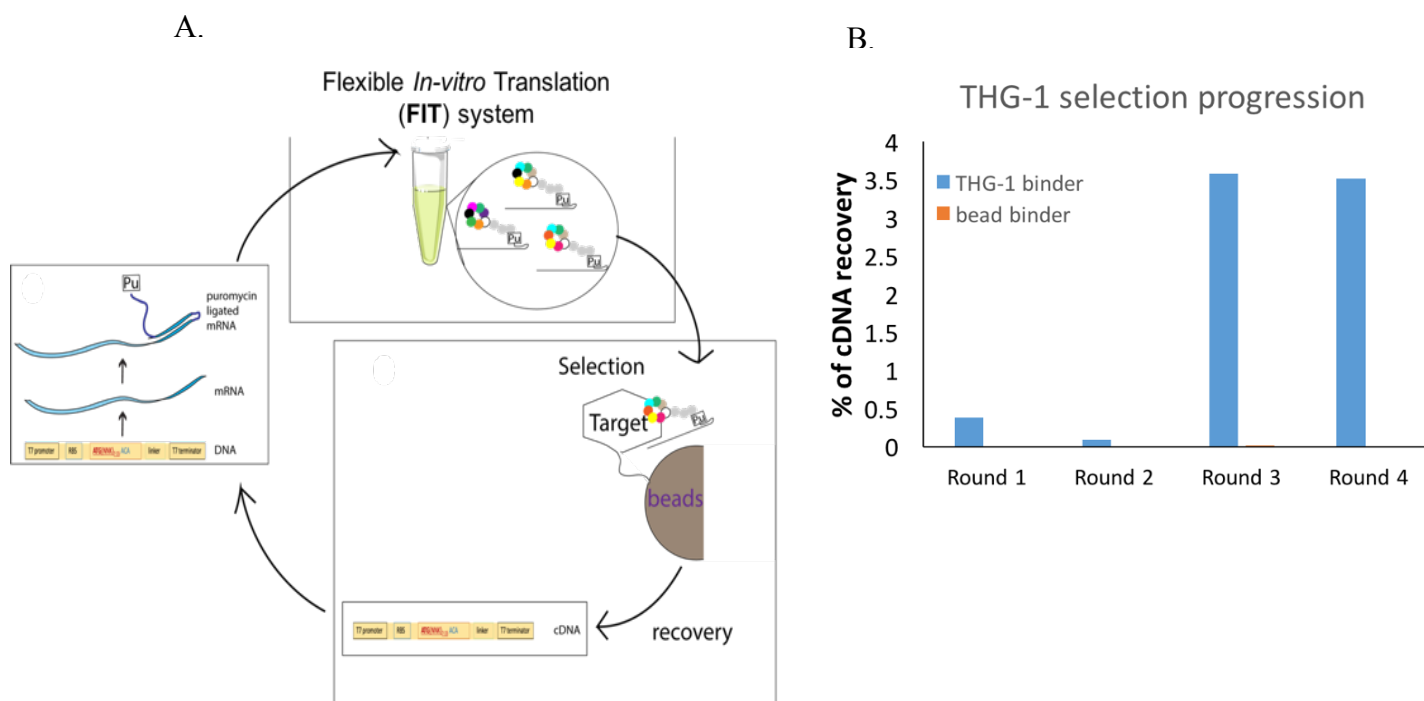 A.
Flexible In-vitro Translation
(FIT) system
Pu
Pu
Pu
Pu
puromycin
ligated
mRNA
mRNA
T7 promoter
RBS
ACA
linker
T7 terminator
DNA
Selection
Target
Pu
beads
recovery
T7 promoter
RBS
ACA
linker
T7 terminator
cDNA
B.
THG-1 selection progression
% of cDNA recovery
4
3.5
3
2.5
2
1.5
1
0.5
0
THG-1 binder
bead binder
Round 1
Round 2
Round 3
Round 4